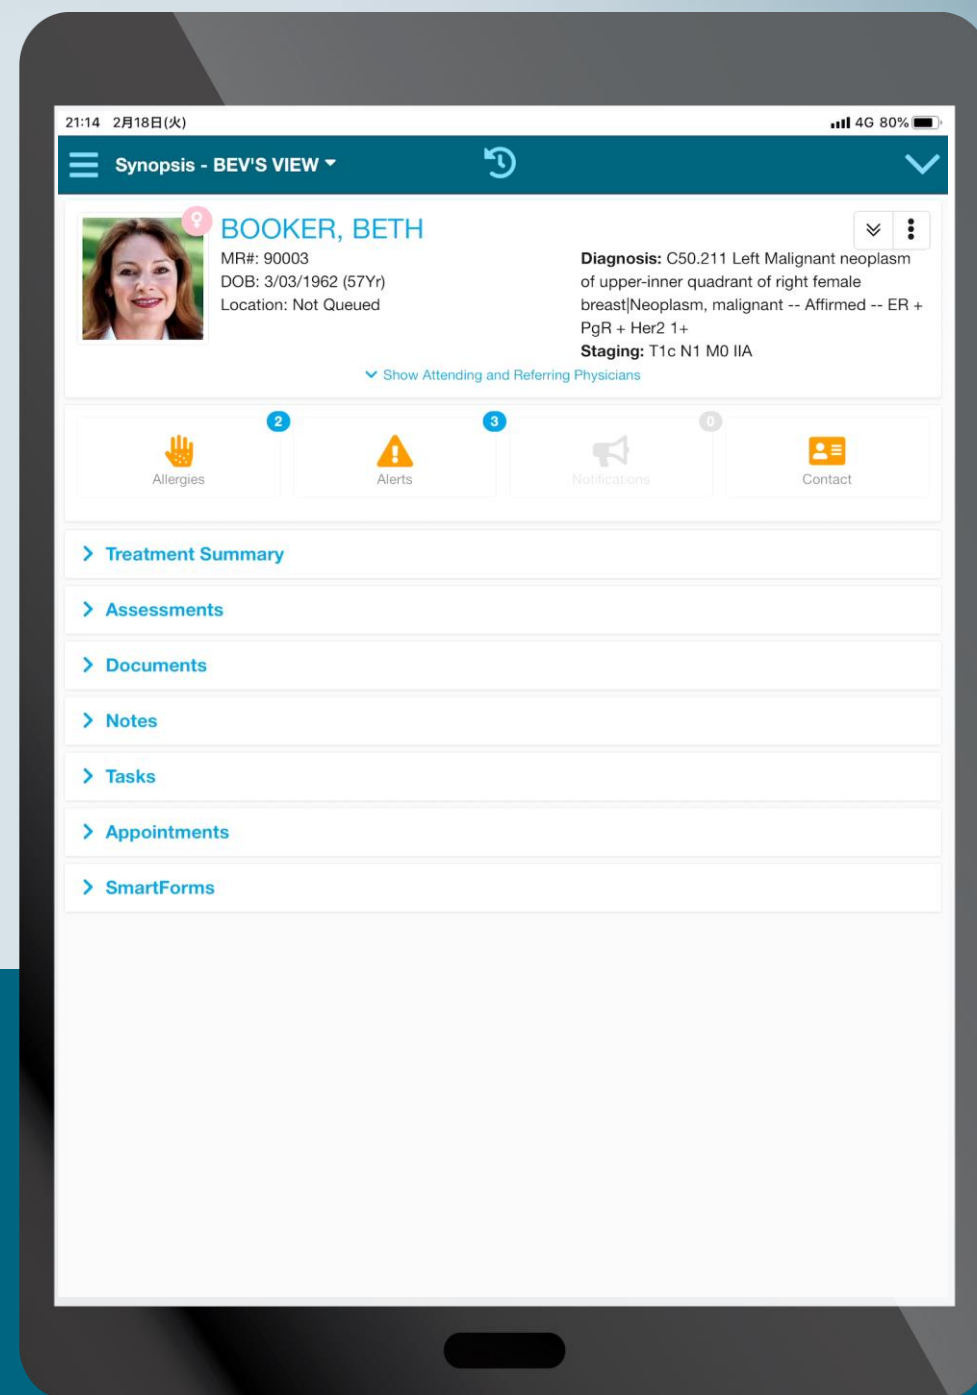 21:14 2月18日(火)
4G 80%
Synopsis - BEV'S VIEW
BOOKER, BETH
MR#: 90003
DOB: 3/03/1962 (57Yr)
Location: Not Queued
Diagnosis: C50.211 Left Malignant neoplasm
of upper-inner quadrant of right female
breast|Neoplasm, malignant -- Affirmed -- ER +
PgR + Her2 1+
Staging: T1c N1 M0 IIA
Show Attending and Referring Physicians
2
3
0
Allergies
Alerts
Notifications
Contact
Treatment Summary
Assessments
Documents
Notes
Tasks
Appointments
SmartForms